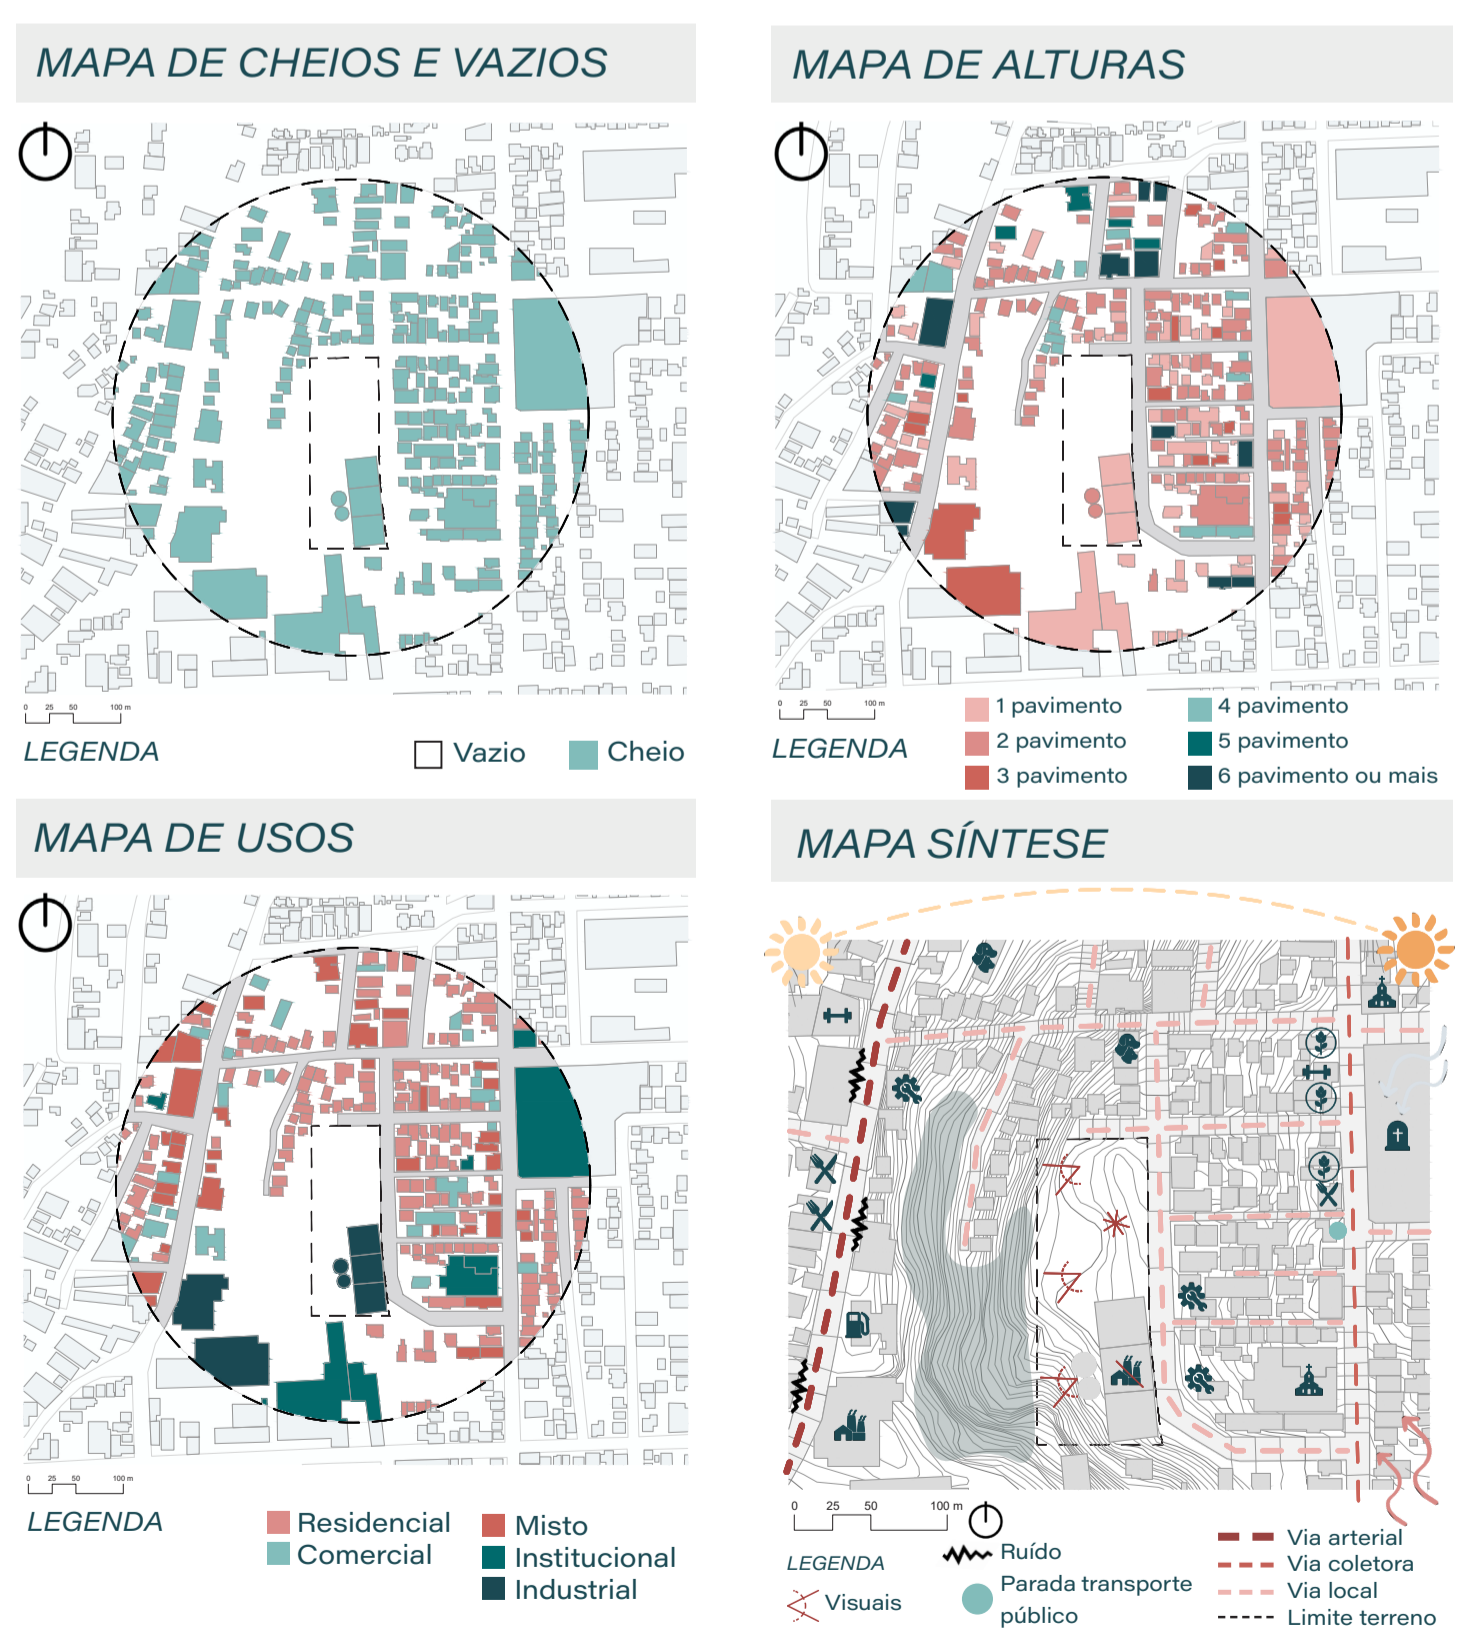 MAPA DE CHEIOS E VAZIOS
0 25 50 100 m
LEGENDA
Vazio
Cheio
MAPA DE ALTURAS
0 25 50 100 m
LEGENDA
1 pavimento
2 pavimento
3 pavimento
4 pavimento
5 pavimento
6 pavimento ou mais
MAPA DE USOS
0 25 50 100 m
LEGENDA
Residencial
Comercial
Misto
Institucional
Industrial
MAPA SÍNTESE
0 25 50 100 m
LEGENDA
Visuais
Ruído
Parada transporte
público
Via arterial
Via coletora
Via local
Limite terreno